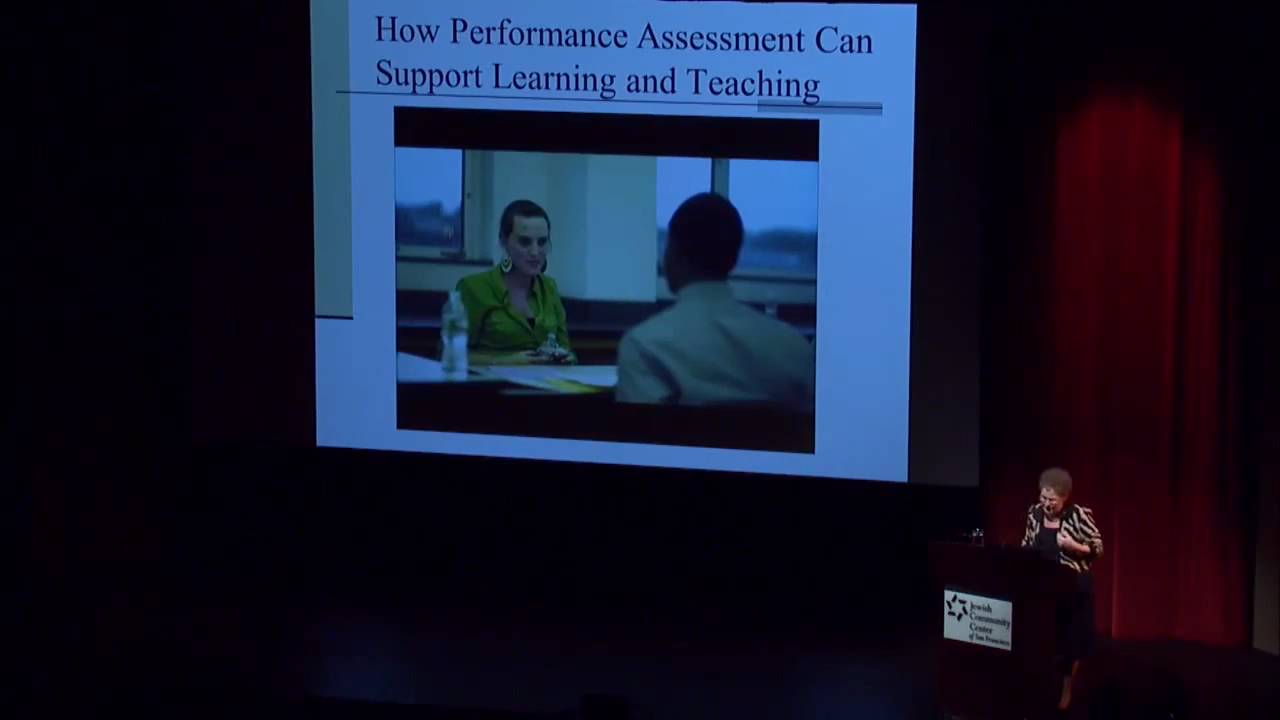 How Performance Assessment Can
Support Learning and Teaching
Jewish
Community
Center
of San Francisco